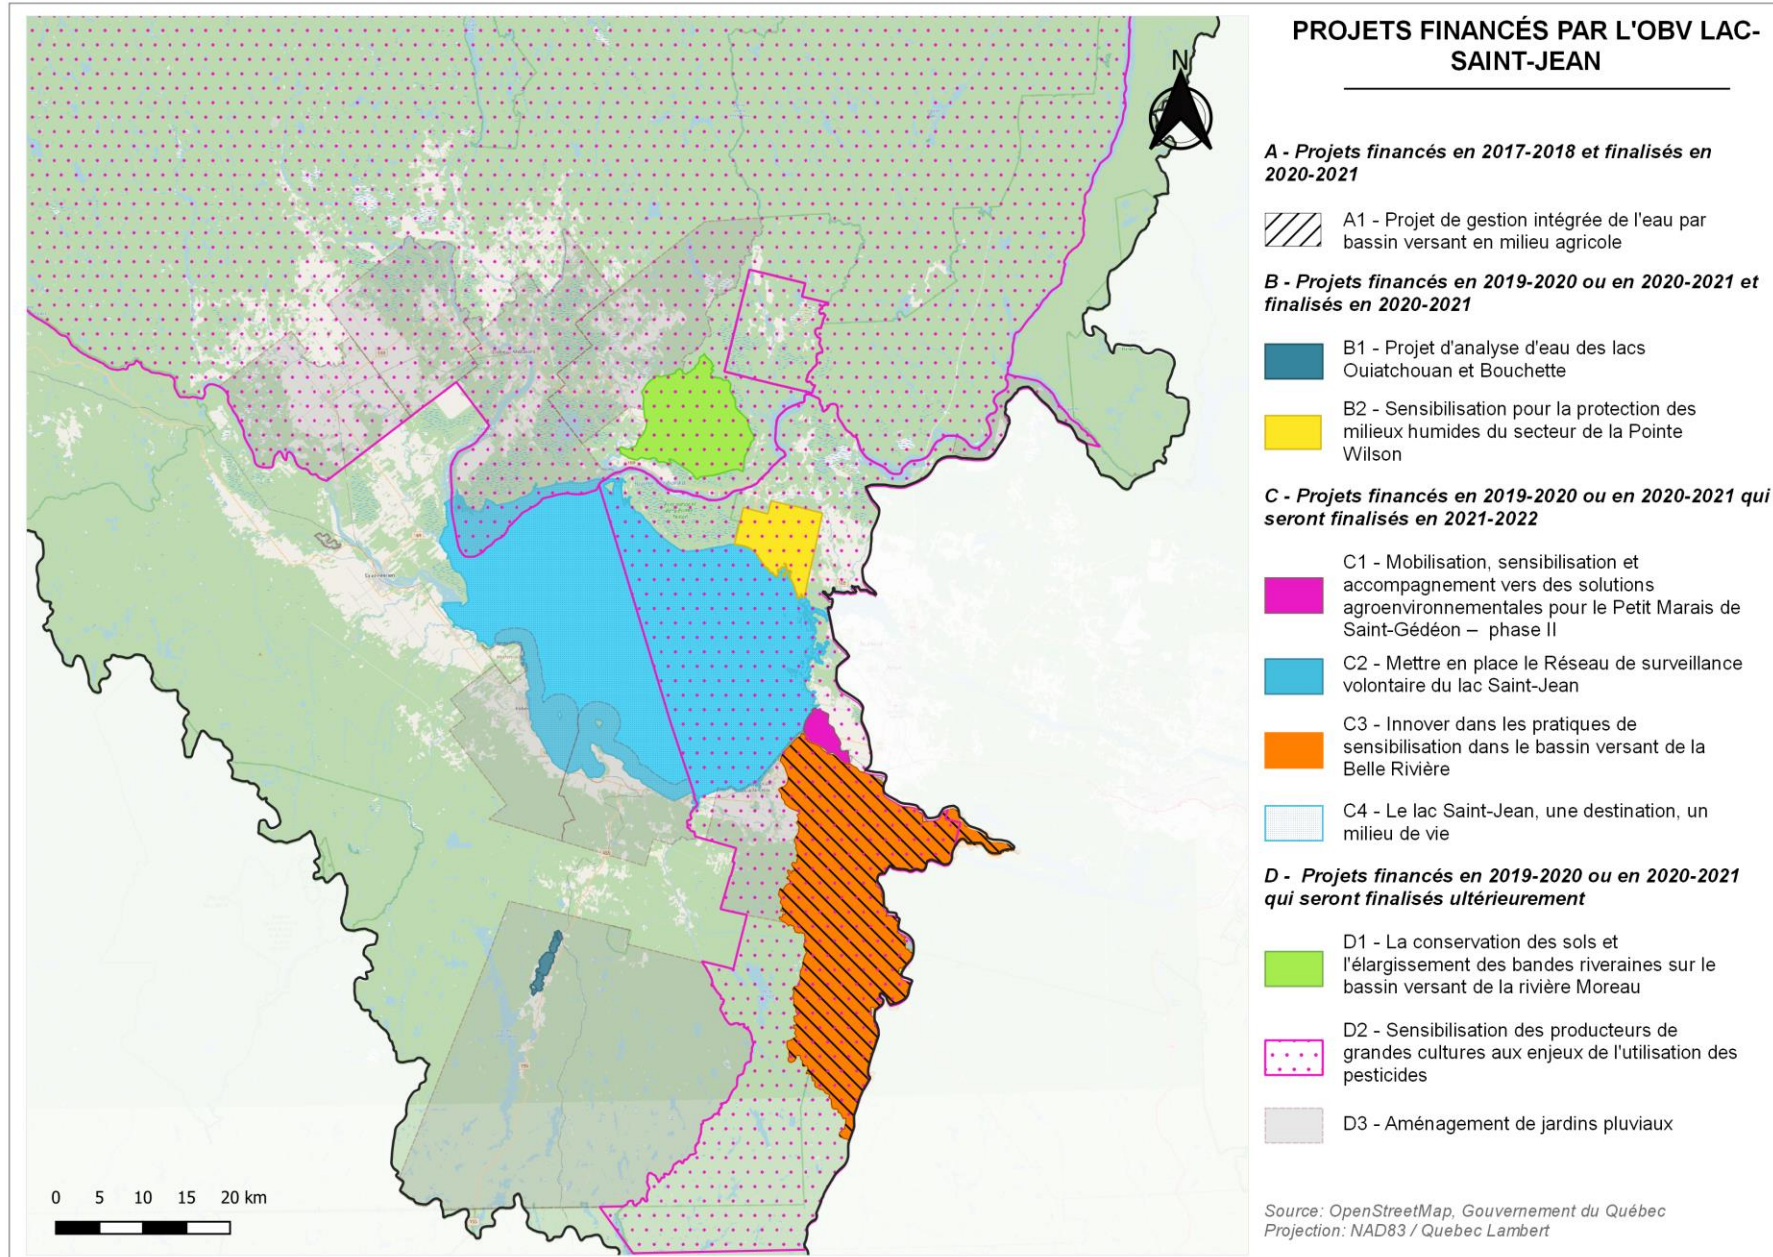 PROJETS FINANCÉS PAR L'OBV LAC-
SAINT-JEAN
N
A - Projets financés en 2017-2018 et finalisés en
2020-2021
A1 - Projet de gestion intégrée de l'eau par
bassin versant en milieu agricole
B - Projets financés en 2019-2020 ou en 2020-2021 et
finalisés en 2020-2021
B1 - Projet d'analyse d'eau des lacs
Ouiatchouan et Bouchette
B2 - Sensibilisation pour la protection des
milieux humides du secteur de la Pointe
Wilson
C - Projets financés en 2019-2020 ou en 2020-2021 qui
seront finalisés en 2021-2022
C1 - Mobilisation, sensibilisation et
accompagnement vers des solutions
agroenvironnementales pour le Petit Marais de
Saint-Gédéon – phase II
C2 - Mettre en place le Réseau de surveillance
volontaire du lac Saint-Jean
C3 - Innover dans les pratiques de
sensibilisation dans le bassin versant de la
Belle Rivière
C4 - Le lac Saint-Jean, une destination, un
milieu de vie
D - Projets financés en 2019-2020 ou en 2020-2021
qui seront finalisés ultérieurement
D1 - La conservation des sols et
l'élargissement des bandes riveraines sur le
bassin versant de la rivière Moreau
D2 - Sensibilisation des producteurs de
grandes cultures aux enjeux de l'utilisation des
pesticides
D3 - Aménagement de jardins pluviaux
0 5 10 15 20 km
Source: OpenStreetMap, Gouvernement du Québec
Projection: NAD83 / Quebec Lambert